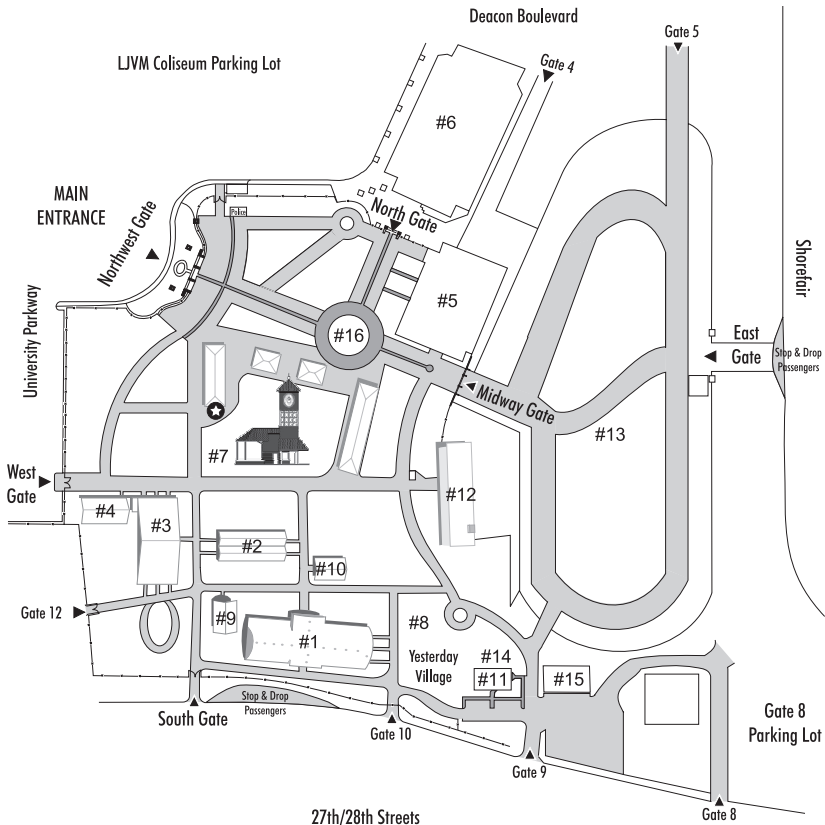 Deacon Boulevard
Gate 5
LJVM Coliseum Parking Lot
Gate 4
#6
MAIN
ENTRANCE
Northwest Gate
Police
North Gate
#5
Shorefair
University Parkway
#16
East
Gate
Stop & Drop
Passengers
Midway Gate
#13
#7
West
Gate
#12
#4
#3
#2
#10
Gate 12
#9
#1
#8
Yesterday
Village
#14
#11
#15
Stop & Drop
Passengers
South Gate
Gate 10
Gate 8
Parking Lot
Gate 9
Gate 8
27th/28th Streets